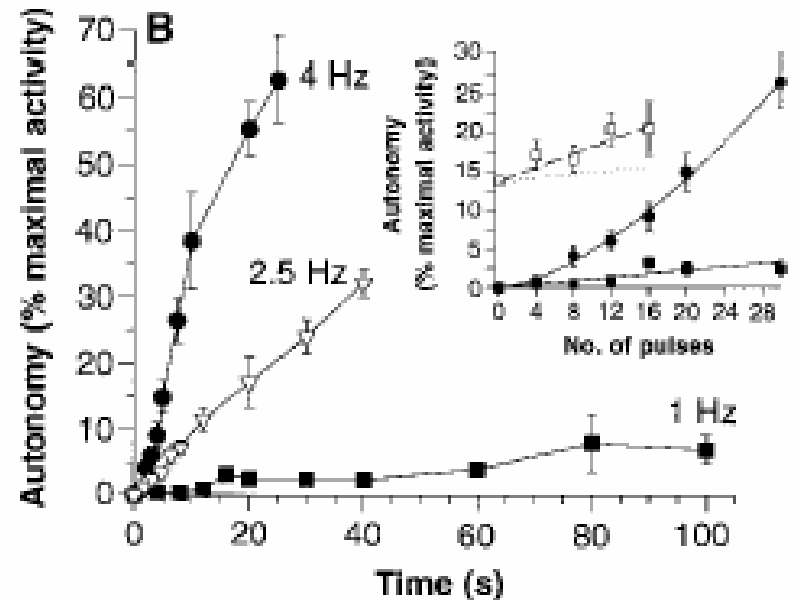 B
Autonomy (% maximal activity)
70
60
50
40
30
20
10
0
0 20 40 60 80 100
Time (s)
4 Hz
2.5 Hz
1 Hz
Autonomy
(% maximal activity)
30
25
20
15
10
5
0
0 4 8 12 16 20 24 28
No. of pulses